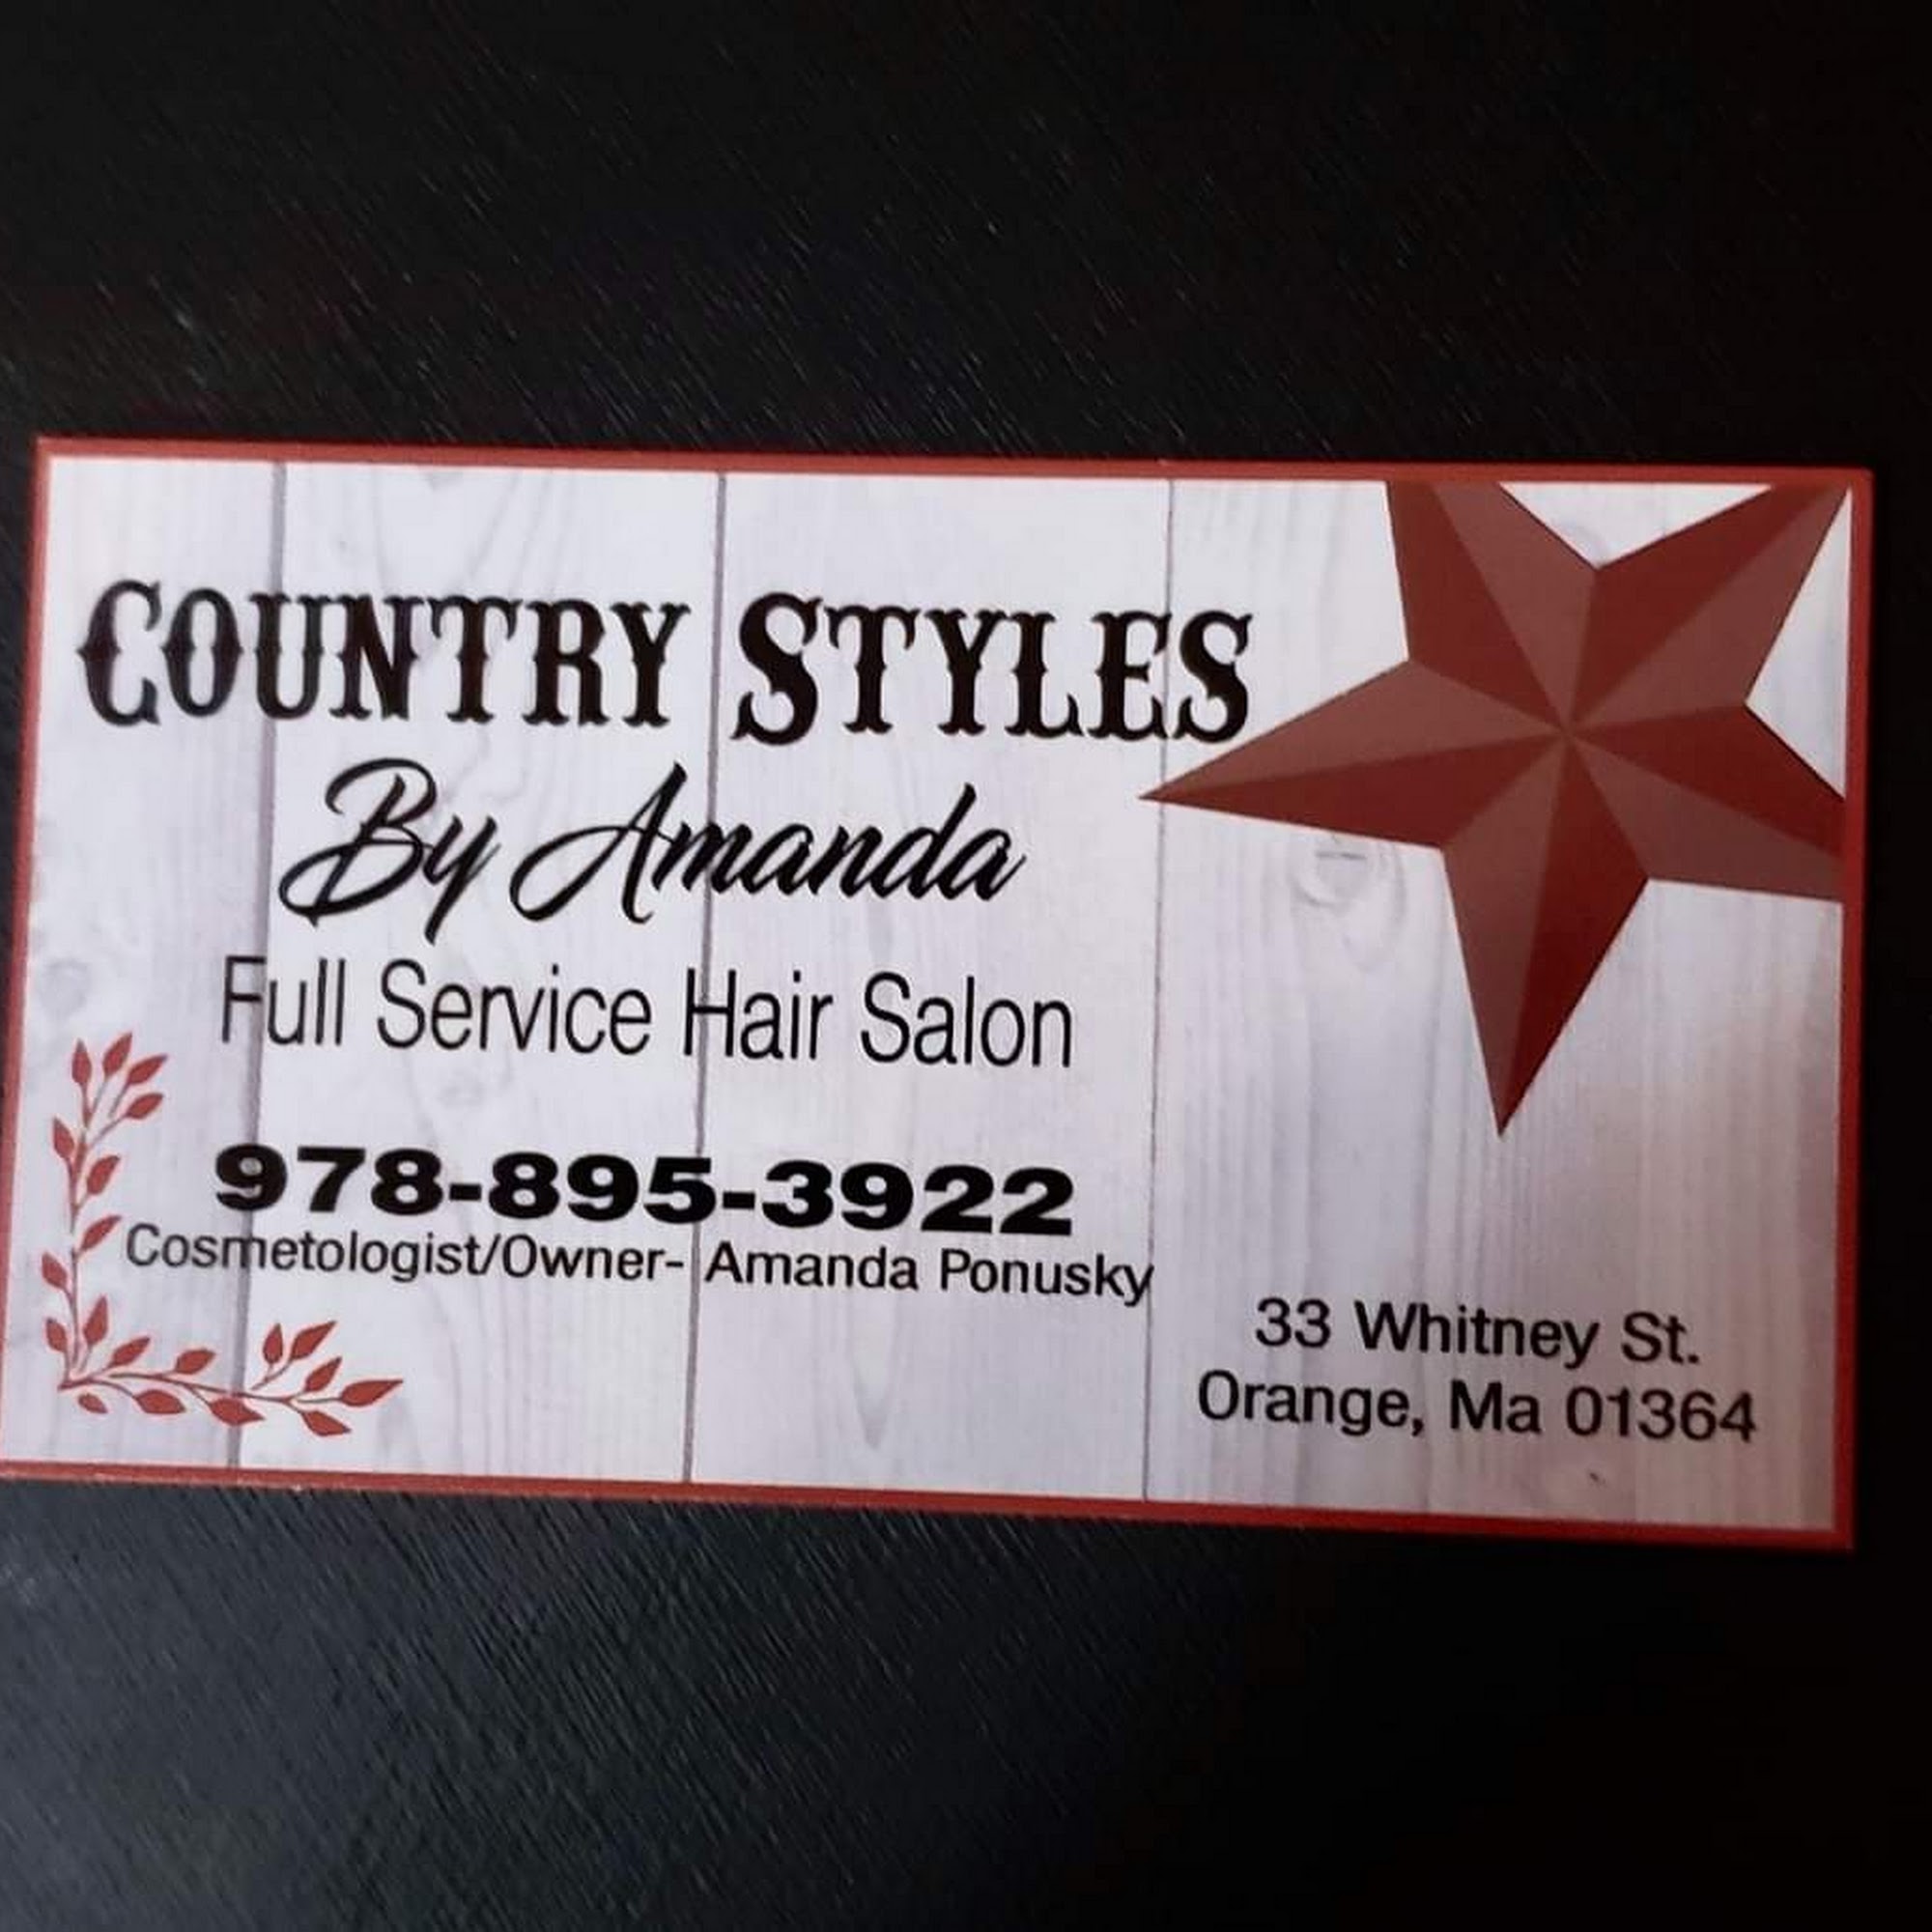 COUNTRY STYLES
By Amanda
Full Service Hair Salon
978-895-3922
Cosmetologist/Owner- Amanda Ponusky
33 Whitney St.
Orange, Ma 01364